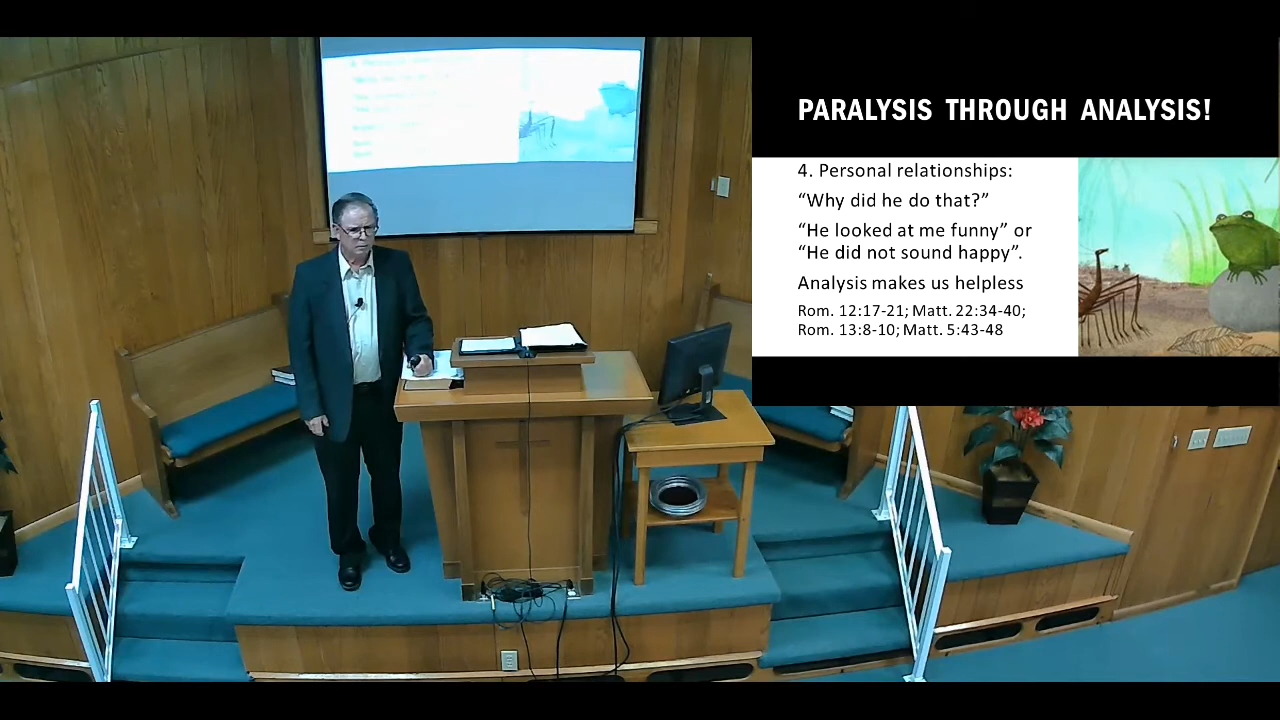 PARALYSIS THROUGH ANALYSIS!
4. Personal relationships:
“Why did he do that?”
“He looked at me funny” or
“He did not sound happy”.
Analysis makes us helpless
Rom. 12:17-21; Matt. 22:34-40;
Rom. 13:8-10; Matt. 5:43-48